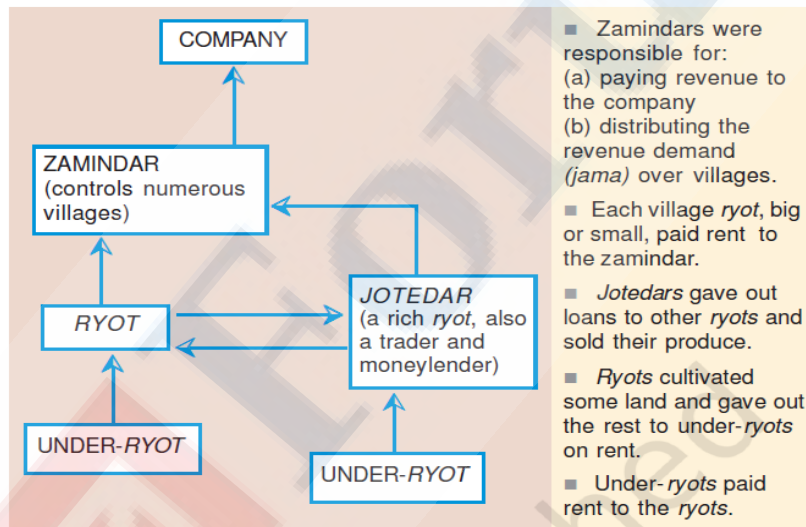 COMPANY
ZAMINDAR
(controls numerous
villages)
RYOT
JOTEDAR
(a rich ryot, also
a trader and
moneylender)
UNDER-RYOT
UNDER-RYOT
■ Zamindars were
responsible for:
(a) paying revenue to
the company
(b) distributing the
revenue demand
(jama) over villages.
■ Each village ryot, big
or small, paid rent to
the zamindar.
■ Jotedars gave out
loans to other ryots and
sold their produce.
■ Ryots cultivated
some land and gave out
the rest to under-ryots
on rent.
■ Under-ryots paid
rent to the ryots.